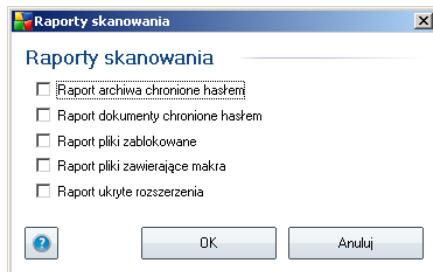 Raporty skanowania
Raporty skanowania
Raport archiwa chronione hasłem
Raport dokumenty chronione hasłem
Raport pliki zablokowane
Raport pliki zawierające makra
Raport ukryte rozszerzenia
?
OK
Anuluj